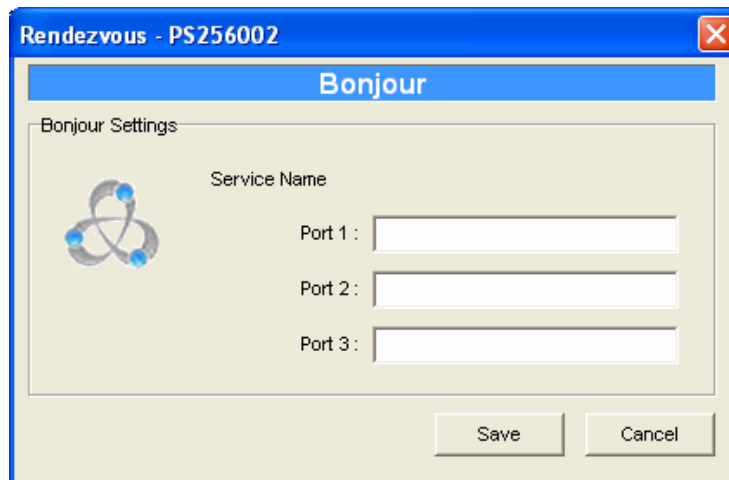 Rendezvous - PS256002
Bonjour
Bonjour Settings
Service Name
Port 1 :
Port 2 :
Port 3 :
Save Cancel